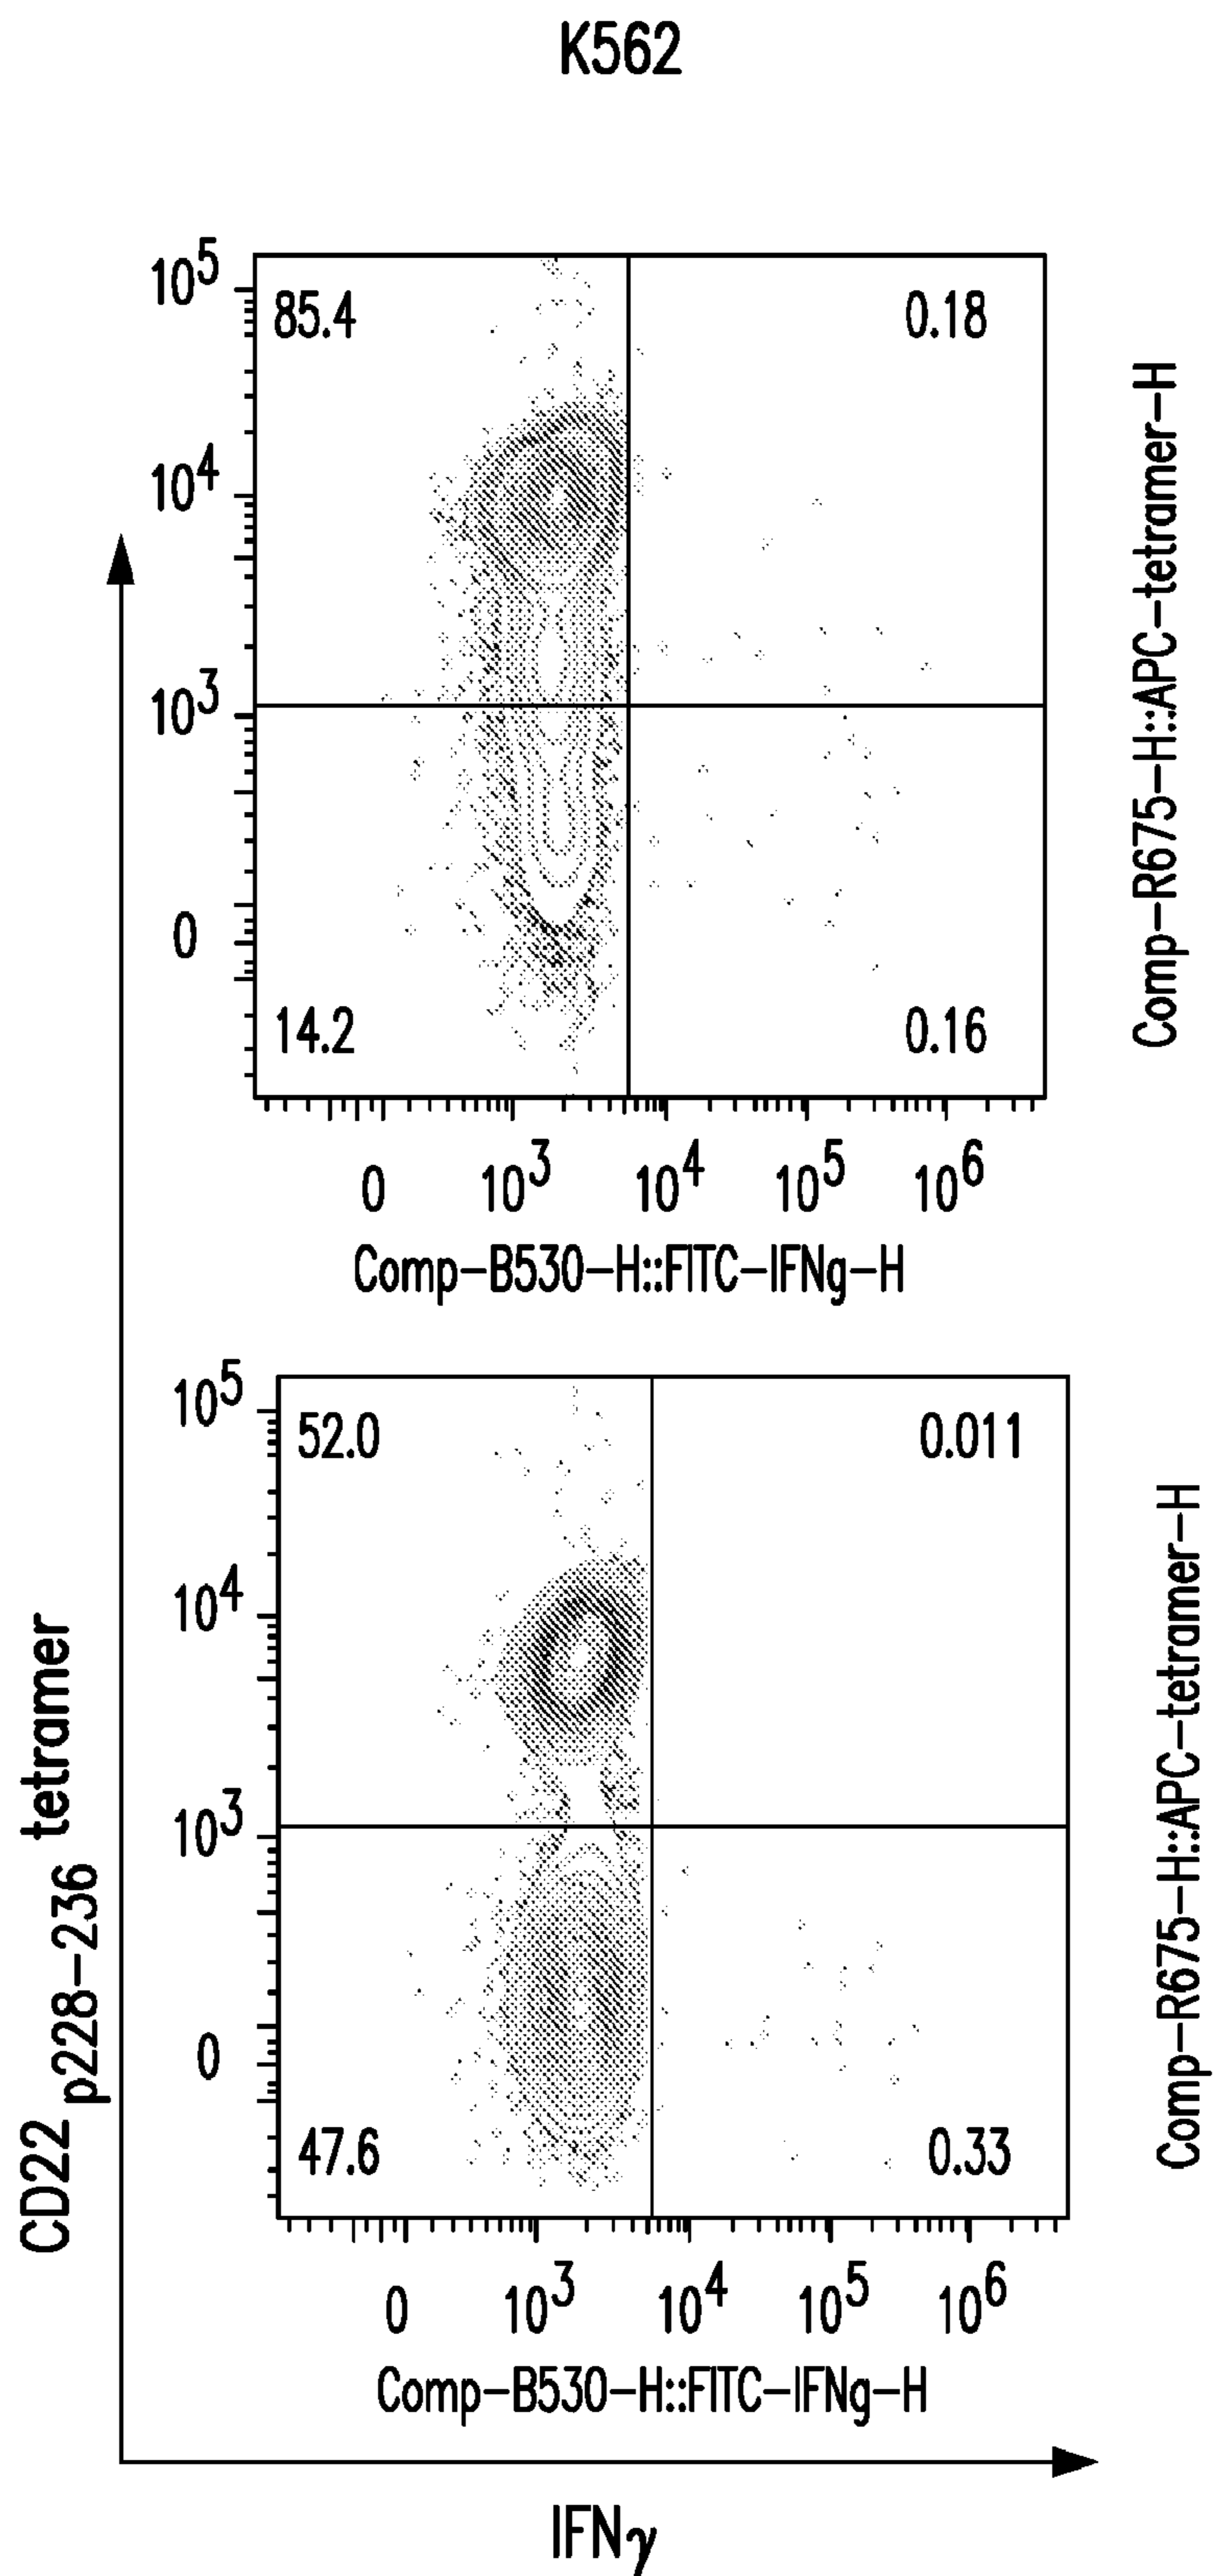 K562
10^5
85.4
0.18
10^4
10^3
0
14.2
0.16
0 10^3 10^4 10^5 10^6
Comp-B530-H::FITC-IFNg-H
Comp-R675-H::APC-tetramer-H
10^5
52.0
0.011
10^4
10^3
0
47.6
0.33
0 10^3 10^4 10^5 10^6
Comp-B530-H::FITC-IFNg-H
Comp-R675-H::APC-tetramer-H
CD22 p228-236 tetramer
IFNγ